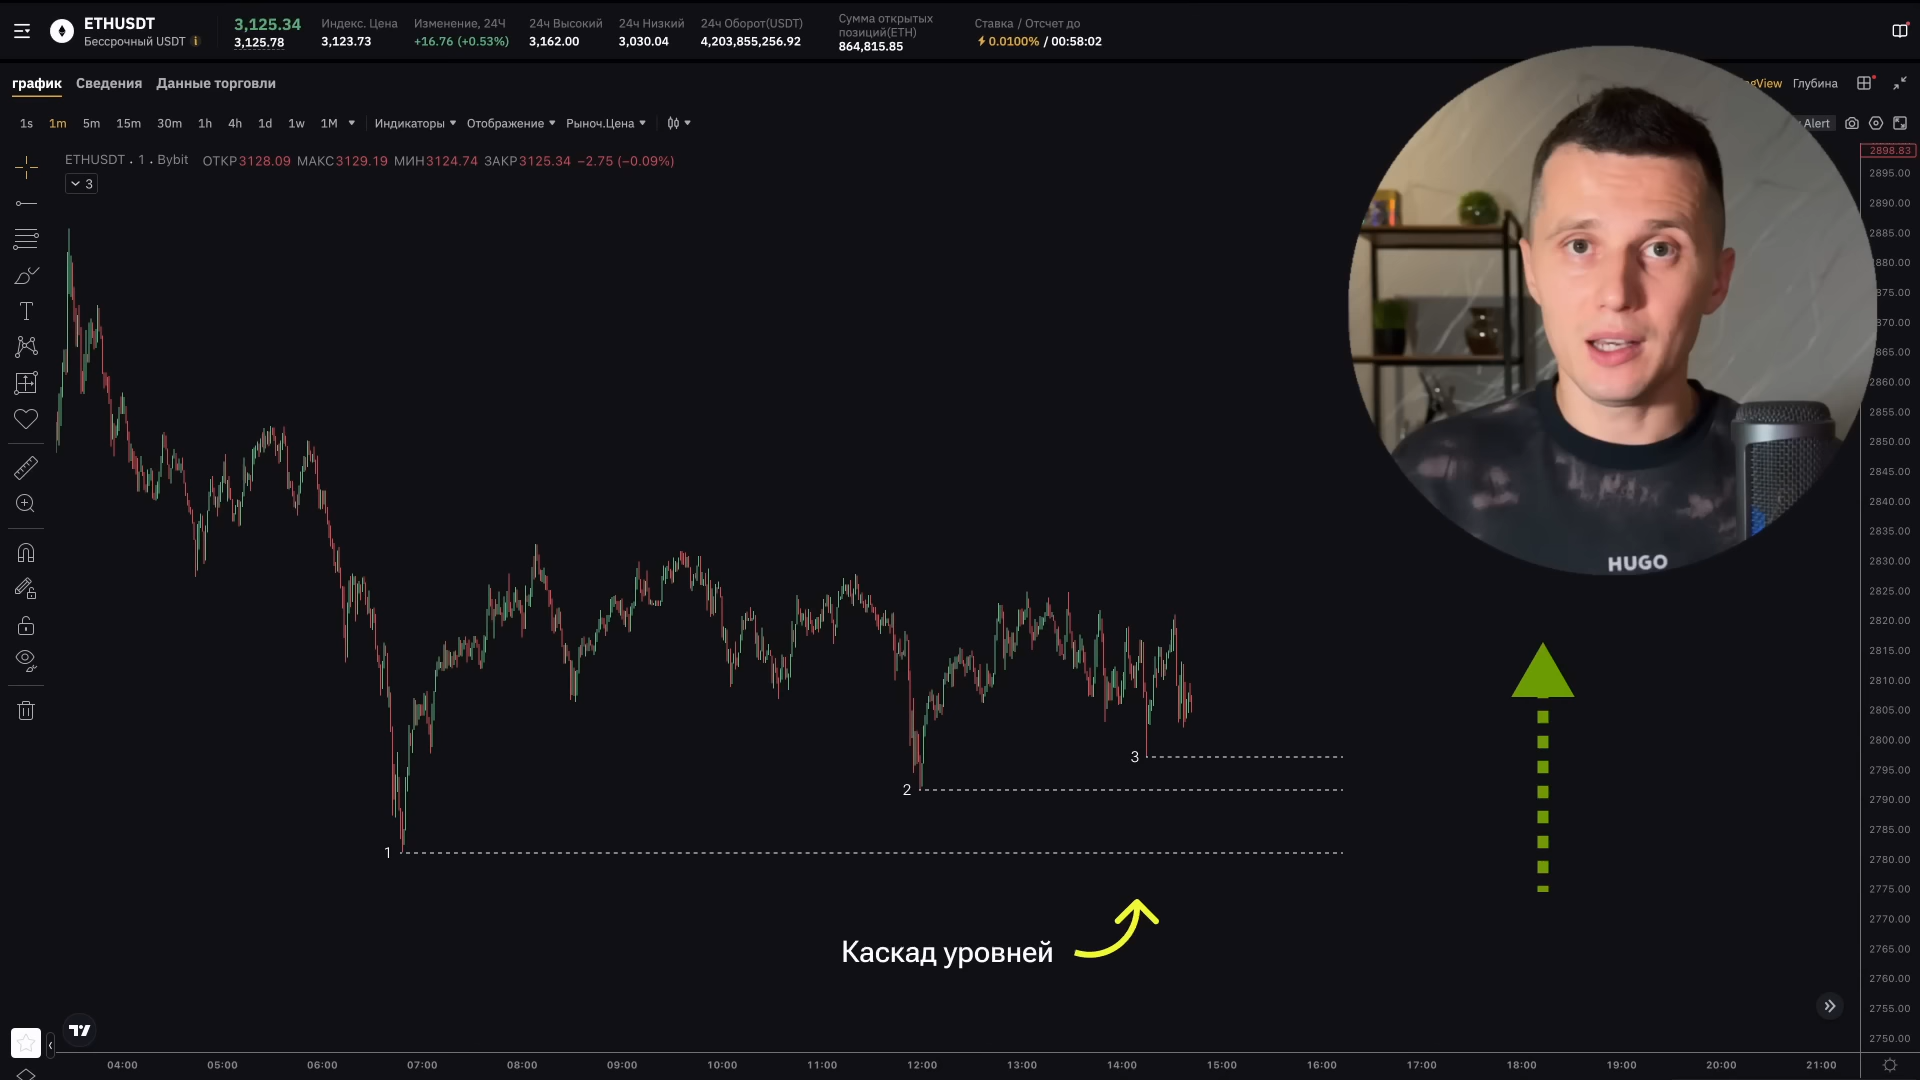 ETHUSDT
Бессрочный USDT
3,125.34
3,125.78
Индекс. Цена
3,123.73
Изменение, 24Ч
+16.76 (+0.53%)
24ч Высокий
3,162.00
24ч Низкий
3,030.04
24ч Оборот(USDT)
4,203,855,256.92
Сумма открытых
позиций(ETH)
864,815.85
Ставка / Отсчет до
0.0100% / 00:58:02
график Сведения Данные торговли
gView Глубина
1s 1m 5m 15m 30m 1h 4h 1d 1w 1M Индикаторы Отображение Рыноч.Цена
Alert
ETHUSDT . 1 . Bybit ОТКР3128.09 МАКС3129.19 МИН3124.74 ЗАКР3125.34 −2.75 (−0.09%)
3
2898.83
2895.00
2890.00
2885.00
2880.00
2875.00
2870.00
2865.00
2860.00
2855.00
2850.00
2845.00
2840.00
2835.00
2830.00
2825.00
2820.00
2815.00
2810.00
2805.00
2800.00
2795.00
2790.00
2785.00
2780.00
2775.00
2770.00
2765.00
2760.00
2755.00
2750.00
HUGO
3
2
1
Каскад уровней
04:00 05:00 06:00 07:00 08:00 09:00 10:00 11:00 12:00 13:00 14:00 15:00 16:00 17:00 18:00 19:00 20:00 21:00